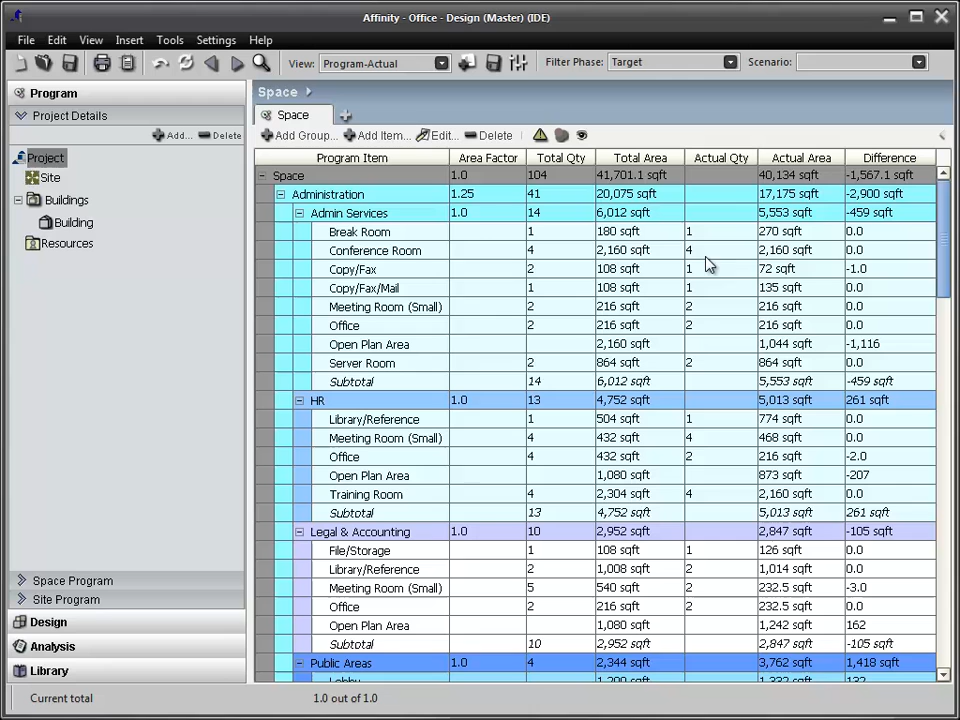 Affinity - Office - Design (Master) (IDE)
File Edit View Insert Tools Settings Help
View: Program-Actual Filter Phase: Target Scenario:
Program
Project Details
Add... Delete
Project
Site
Buildings
Building
Resources
Space Program
Site Program
Design
Analysis
Library
Space
Space
Add Group... Add Item... Edit... Delete
Program Item Area Factor Total Qty Total Area Actual Qty Actual Area Difference
Space 1.0 104 41,701.1 sqft 40,134 sqft -1,567.1 sqft
Administration 1.25 41 20,075 sqft 17,175 sqft -2,900 sqft
Admin Services 1.0 14 6,012 sqft 5,553 sqft -459 sqft
Break Room 1 180 sqft 1 270 sqft 0.0
Conference Room 4 2,160 sqft 4 2,160 sqft 0.0
Copy/Fax 2 108 sqft 1 72 sqft -1.0
Copy/Fax/Mail 1 108 sqft 1 135 sqft 0.0
Meeting Room (Small) 2 216 sqft 2 216 sqft 0.0
Office 2 216 sqft 2 216 sqft 0.0
Open Plan Area 2,160 sqft 1,044 sqft -1,116
Server Room 2 864 sqft 2 864 sqft 0.0
Subtotal 14 6,012 sqft 5,553 sqft -459 sqft
HR 1.0 13 4,752 sqft 5,013 sqft 261 sqft
Library/Reference 1 504 sqft 1 774 sqft 0.0
Meeting Room (Small) 4 432 sqft 4 468 sqft 0.0
Office 4 432 sqft 2 216 sqft -2.0
Open Plan Area 1,080 sqft 873 sqft -207
Training Room 4 2,304 sqft 4 2,160 sqft 0.0
Subtotal 13 4,752 sqft 5,013 sqft 261 sqft
Legal & Accounting 1.0 10 2,952 sqft 2,847 sqft -105 sqft
File/Storage 1 108 sqft 1 126 sqft 0.0
Library/Reference 2 1,008 sqft 2 1,014 sqft 0.0
Meeting Room (Small) 5 540 sqft 2 232.5 sqft -3.0
Office 2 216 sqft 2 232.5 sqft 0.0
Open Plan Area 1,080 sqft 1,242 sqft 162
Subtotal 10 2,952 sqft 2,847 sqft -105 sqft
Public Areas 1.0 4 2,344 sqft 3,762 sqft 1,418 sqft
Lobby 1,200 sqft 1,332 sqft 132
Current total 1.0 out of 1.0